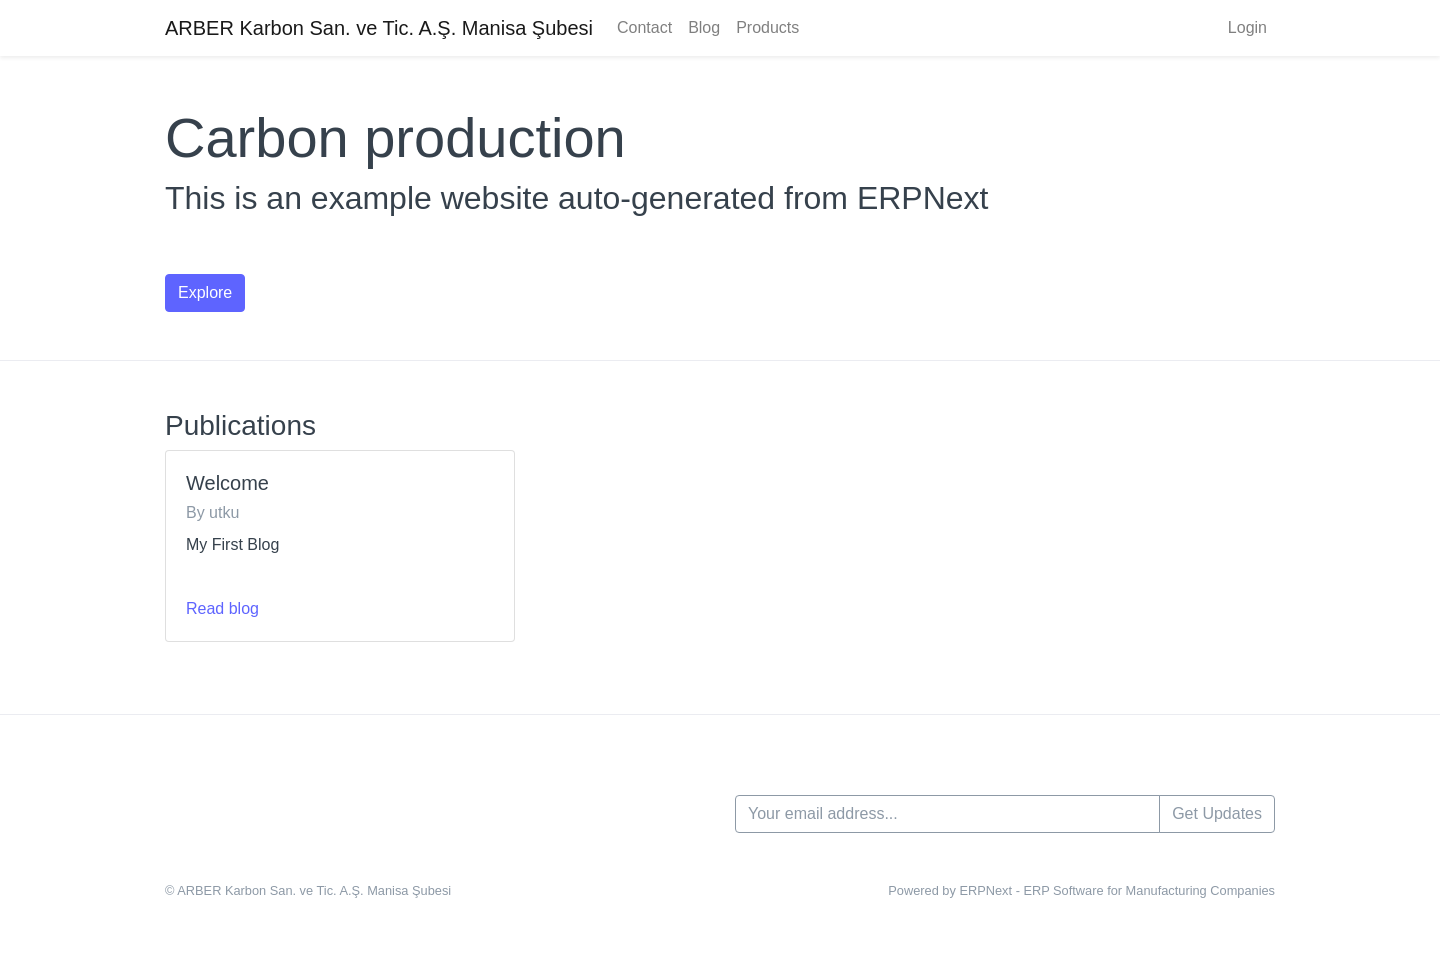 ARBER Karbon San. ve Tic. A.Ş. Manisa Şubesi Contact Blog Products Login
Carbon production
This is an example website auto-generated from ERPNext
Explore
Publications
Welcome
By utku
My First Blog
Read blog
Your email address... Get Updates
© ARBER Karbon San. ve Tic. A.Ş. Manisa Şubesi Powered by ERPNext - ERP Software for Manufacturing Companies